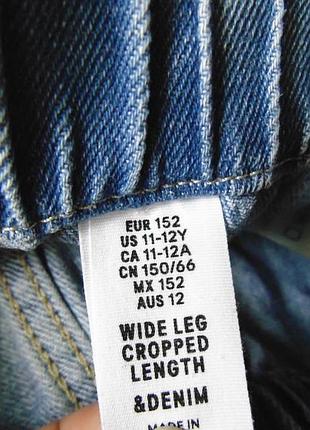 EUR 152
US 11-12Y
CA 11-12A
CN 150/66
MX 152
AUS 12
WIDE LEG
CROPPED
LENGTH
&DENIM
MADE IN